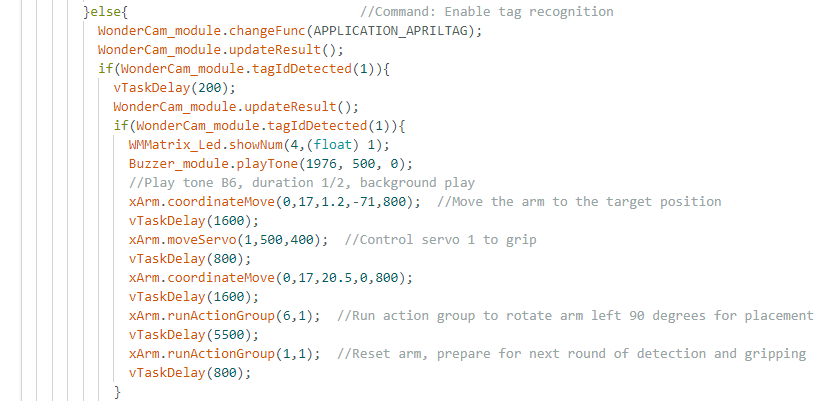 }else{ //Command: Enable tag recognition
WonderCam_module.changeFunc(APPLICATION_APRILTAG);
WonderCam_module.updateResult();
if(WonderCam_module.tagIdDetected(1)){
vTaskDelay(200);
WonderCam_module.updateResult();
if(WonderCam_module.tagIdDetected(1)){
WMMatrix_Led.showNum(4,(float) 1);
Buzzer_module.playTone(1976, 500, 0);
//Play tone B6, duration 1/2, background play
xArm.coordinateMove(0,17,1.2,-71,800); //Move the arm to the target position
vTaskDelay(1600);
xArm.moveServo(1,500,400); //Control servo 1 to grip
vTaskDelay(800);
xArm.coordinateMove(0,17,20.5,0,800);
vTaskDelay(1600);
xArm.runActionGroup(6,1); //Run action group to rotate arm left 90 degrees for placement
vTaskDelay(5500);
xArm.runActionGroup(1,1); //Reset arm, prepare for next round of detection and gripping
vTaskDelay(800);
}